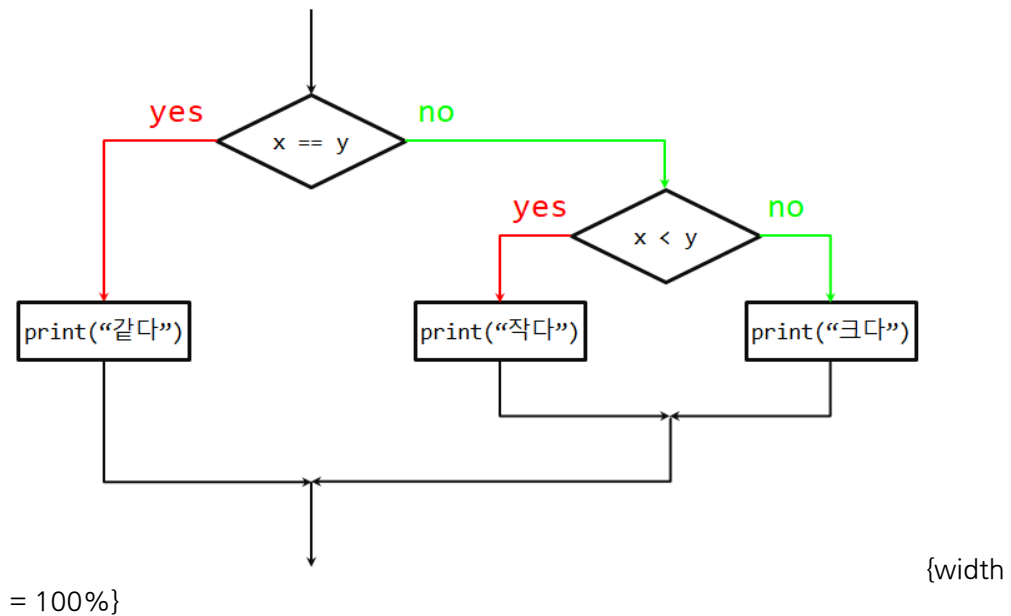 yes
no
x == y
yes
no
x < y
print(“같다”)
print(“작다”)
print(“크다”)
{width
= 100%}